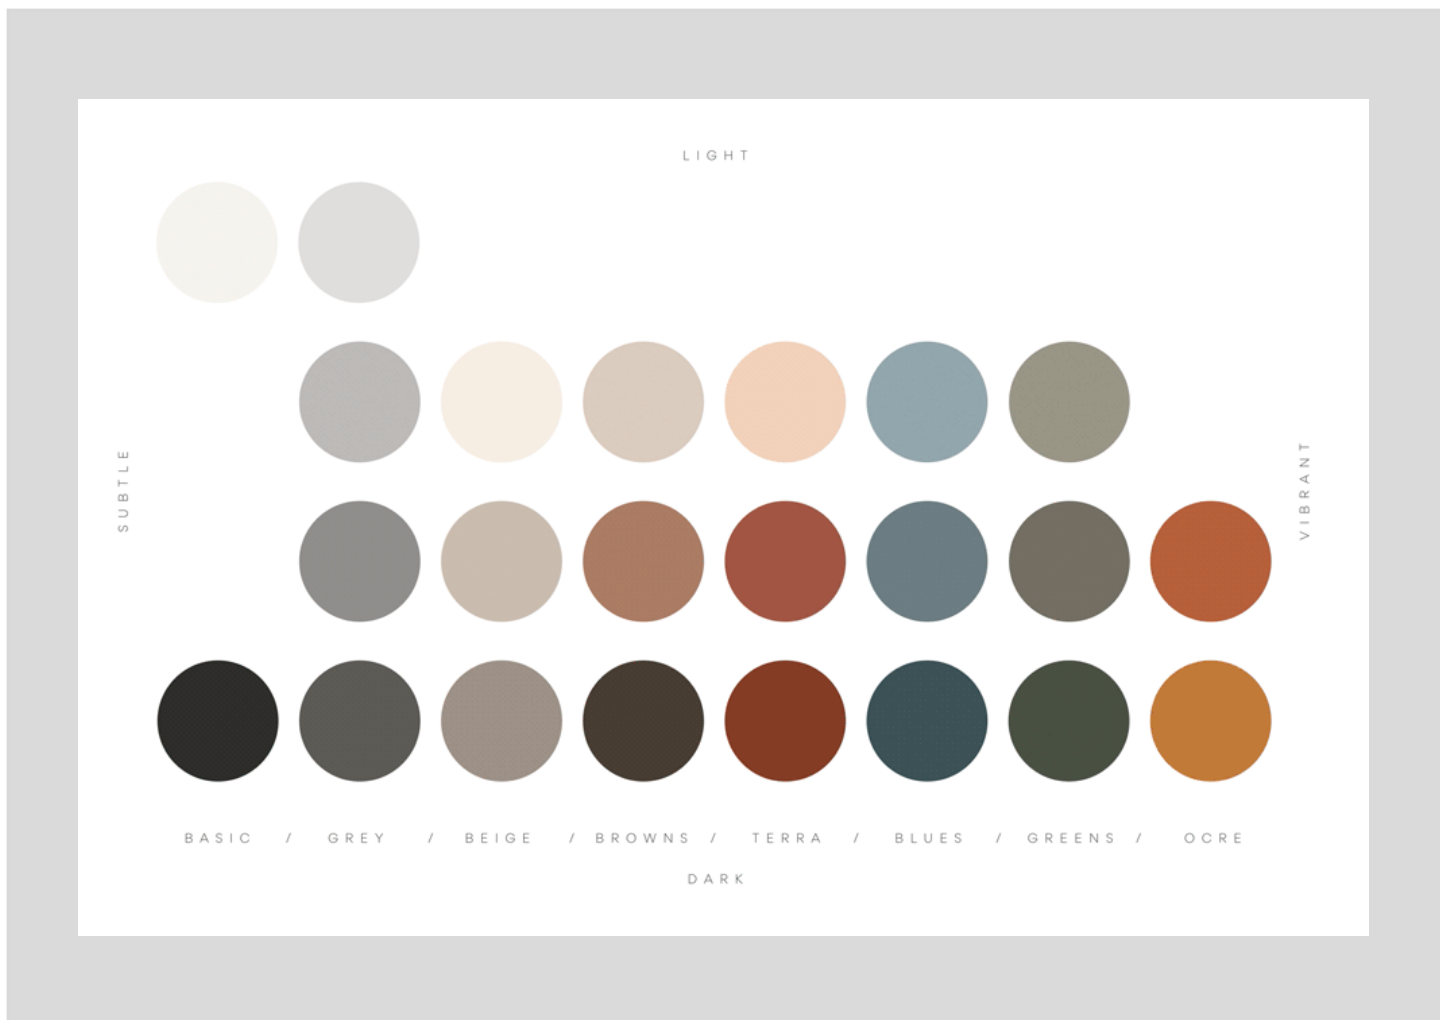 LIGHT
SUBTLE
VIBRANT
BASIC / GREY / BEIGE / BROWNS / TERRA / BLUES / GREENS / OCRE
DARK